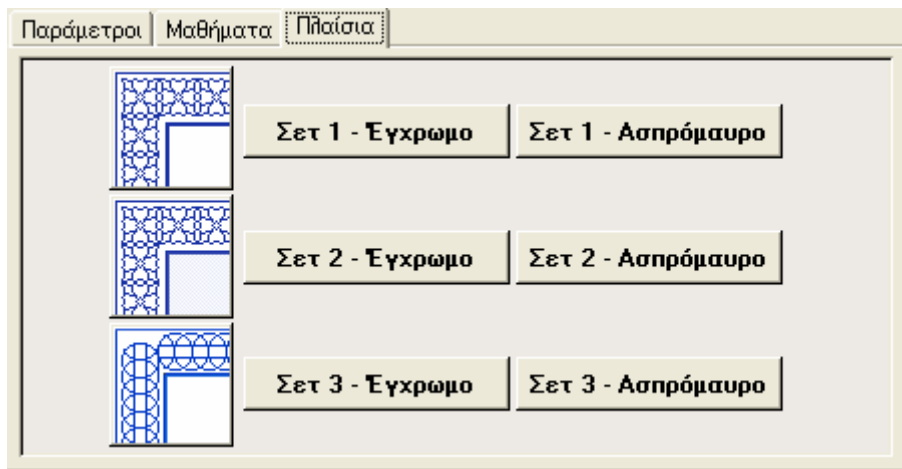 Παράμετροι Μαθήματα Πλαίσια
Σετ 1 - Έγχρωμο Σετ 1 - Ασπρόμαυρο
Σετ 2 - Έγχρωμο Σετ 2 - Ασπρόμαυρο
Σετ 3 - Έγχρωμο Σετ 3 - Ασπρόμαυρο